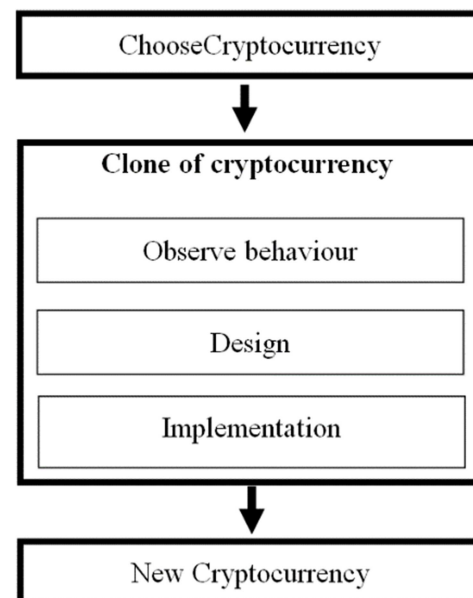 ChooseCryptocurrency
Clone of cryptocurrency
Observe behaviour
Design
Implementation
New Cryptocurrency